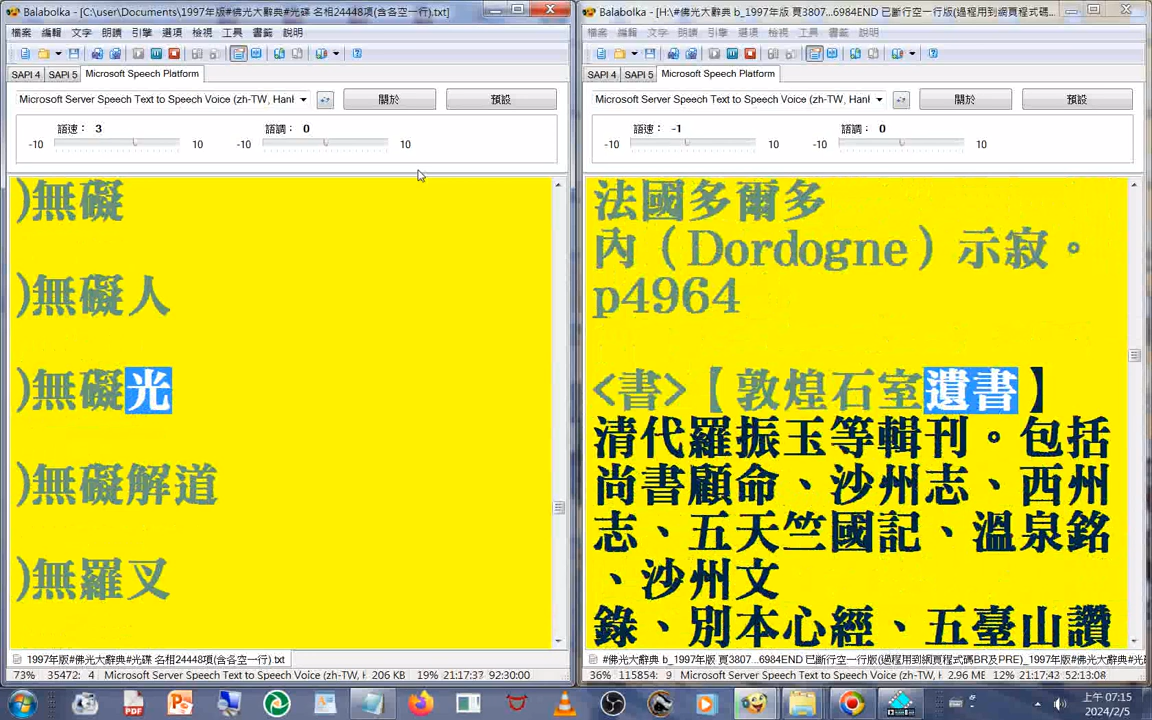 Balabolka - [C:\user\Documents\1997年版#佛光大辭典#光碟 名相24448項(含各空一行).txt]
檔案 編輯 文字 朗讀 引擎 選項 檢視 工具 書籤 說明
SAPI 4 SAPI 5 Microsoft Speech Platform
Microsoft Server Speech Text to Speech Voice (zh-TW, Hanl
關於 預設
語速： 3 語調： 0
-10 10 -10 10
)無礙
)無礙人
)無礙光
)無礙解道
)無羅叉
1997年版#佛光大辭典#光碟 名相24448項(含各空一行).txt
73% 35472: 4 Microsoft Server Speech Text to Speech Voice (zh-TW, H 206 KB 19% 21:17:37 92:30:00
Balabolka - [H:\#佛光大辭典 b_1997年版 頁3807...6984END 已斷行空一行版(過程用到網頁程式碼
檔案 編輯 文字 朗讀 引擎 選項 檢視 工具 書籤 說明
SAPI 4 SAPI 5 Microsoft Speech Platform
Microsoft Server Speech Text to Speech Voice (zh-TW, Hanl
關於 預設
語速： -1 語調： 0
-10 10 -10 10
法國多爾多
內（Dordogne）示寂。
p4964
<書>【敦煌石室遺書】
清代羅振玉等輯刊。包括
尚書顧命、沙州志、西州
志、五天竺國記、溫泉銘
、沙州文
錄、別本心經、五臺山讚
#佛光大辭典 b_1997年版 頁3807...6984END 已斷行空一行版(過程用到網頁程式碼BR及PRE)_1997年版#光
36% 115854: 9 Microsoft Server Speech Text to Speech Voice (zh-TW, H 2.96 ME 12% 21:17:43 52:13:08
上午 07:15
2024/2/5